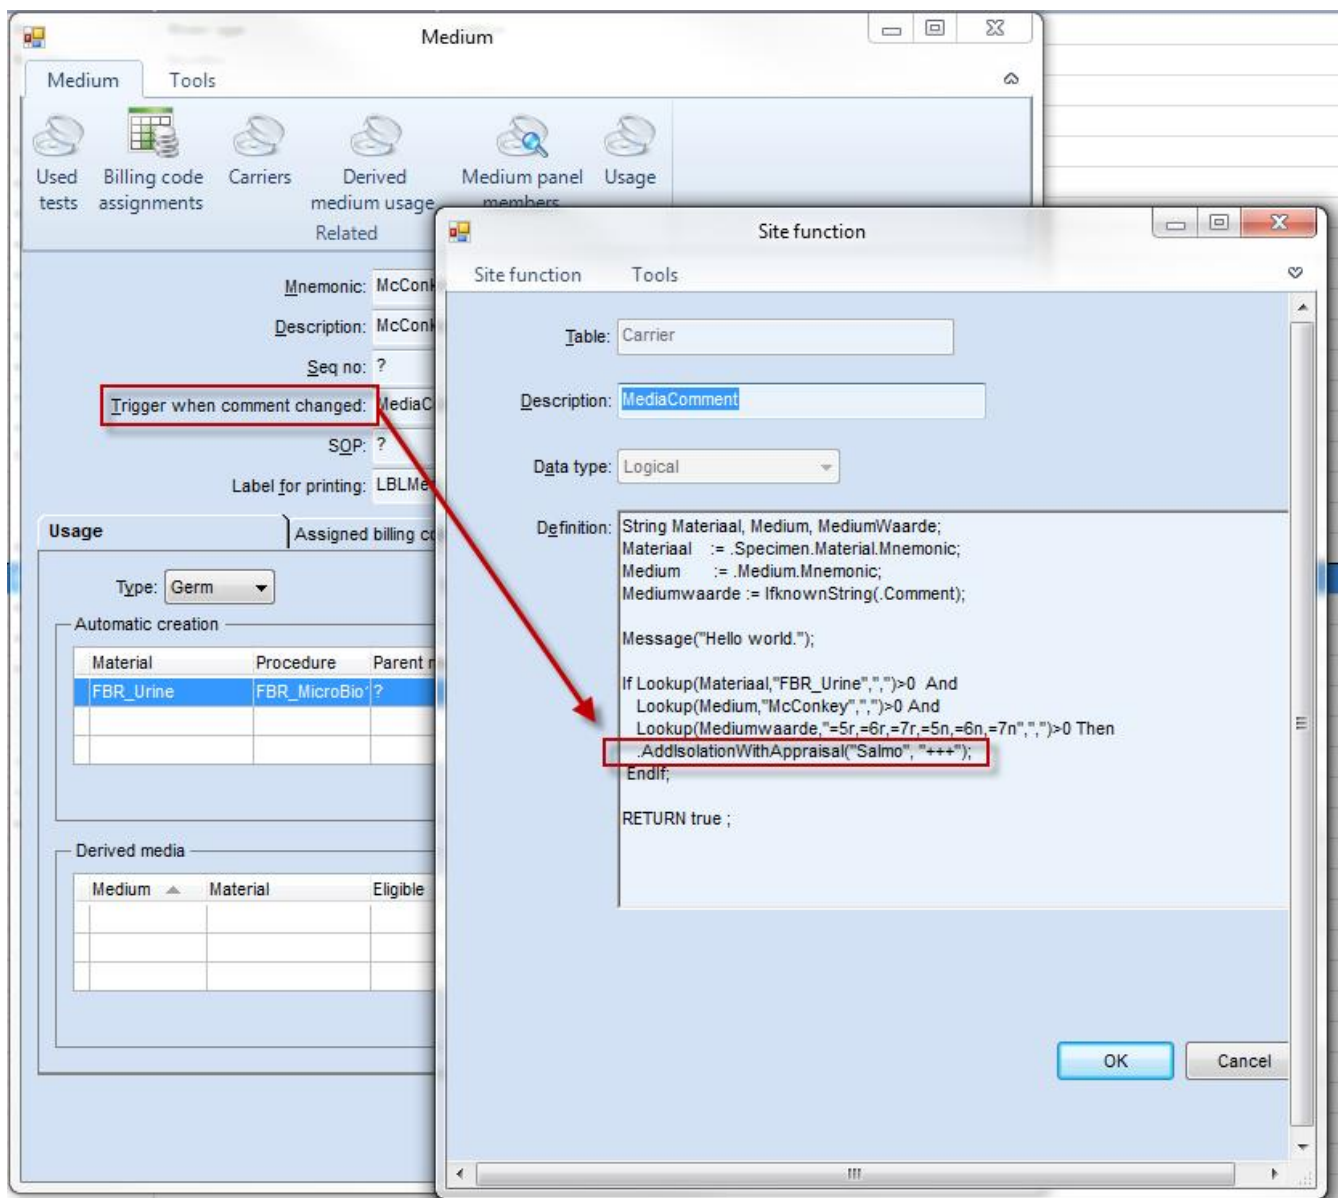 Medium
Medium Tools
Used tests
Billing code assignments
Carriers
Derived medium usage
Medium panel members
Usage
Related
Mnemonic: McConk
Description: McConk
Seq no: ?
Trigger when comment changed: MediaC
SOP: ?
Label for printing: LBLMe
Usage
Assigned billing co
Type: Germ
Automatic creation
Material Procedure Parent
FBR_Urine FBR_MicroBio ?
Derived media
Medium Material Eligible
Site function
Site function Tools
Table: Carrier
Description: MediaComment
Data type: Logical
Definition: String Materiaal, Medium, MediumWaarde;
Materiaal := .Specimen.Material.Mnemonic;
Medium := .Medium.Mnemonic;
Mediumwaarde := IfknownString(.Comment);
Message("Hello world.");
If Lookup(Materiaal,"FBR_Urine",",")>0 And
Lookup(Medium,"McConkey",",")>0 And
Lookup(Mediumwaarde,"=5r,=6r,=7r,=5n,=6n,=7n",",")>0 Then
.AddIsolationWithAppraisal("Salmo", "+++");
EndIf;
RETURN true ;
OK Cancel